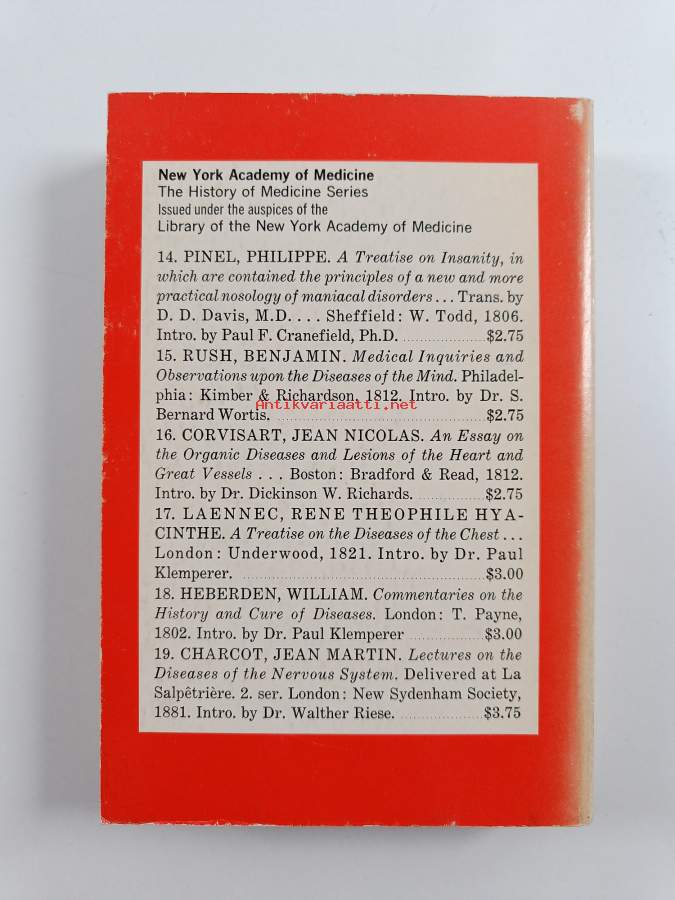 New York Academy of Medicine
The History of Medicine Series
Issued under the auspices of the
Library of the New York Academy of Medicine
14. PINEL, PHILIPPE. A Treatise on Insanity, in
which are contained the principles of a new and more
practical nosology of maniacal disorders... Trans. by
D. D. Davis, M.D. . . . Sheffield: W. Todd, 1806.
Intro. by Paul F. Cranefield, Ph.D. ..................$2.75
15. RUSH, BENJAMIN. Medical Inquiries and
Observations upon the Diseases of the Mind. Philadel-
phia: Kimber & Richardson, 1812. Intro. by Dr. S.
Antikvariaatti.net
Bernard Wortis. ..................$2.75
16. CORVISART, JEAN NICOLAS. An Essay on
the Organic Diseases and Lesions of the Heart and
Great Vessels . . . Boston: Bradford & Read, 1812.
Intro. by Dr. Dickinson W. Richards. ..................$2.75
17. LAENNEC, RENE THEOPHILE HYA-
CINTHE. A Treatise on the Diseases of the Chest...
London: Underwood, 1821. Intro. by Dr. Paul
Klemperer. ..................$3.00
18. HEBERDEN, WILLIAM. Commentaries on the
History and Cure of Diseases. London: T. Payne,
1802. Intro. by Dr. Paul Klemperer ..................$3.00
19. CHARCOT, JEAN MARTIN. Lectures on the
Diseases of the Nervous System. Delivered at La
Salpêtrière. 2. ser. London: New Sydenham Society,
1881. Intro. by Dr. Walther Riese. ..................$3.75